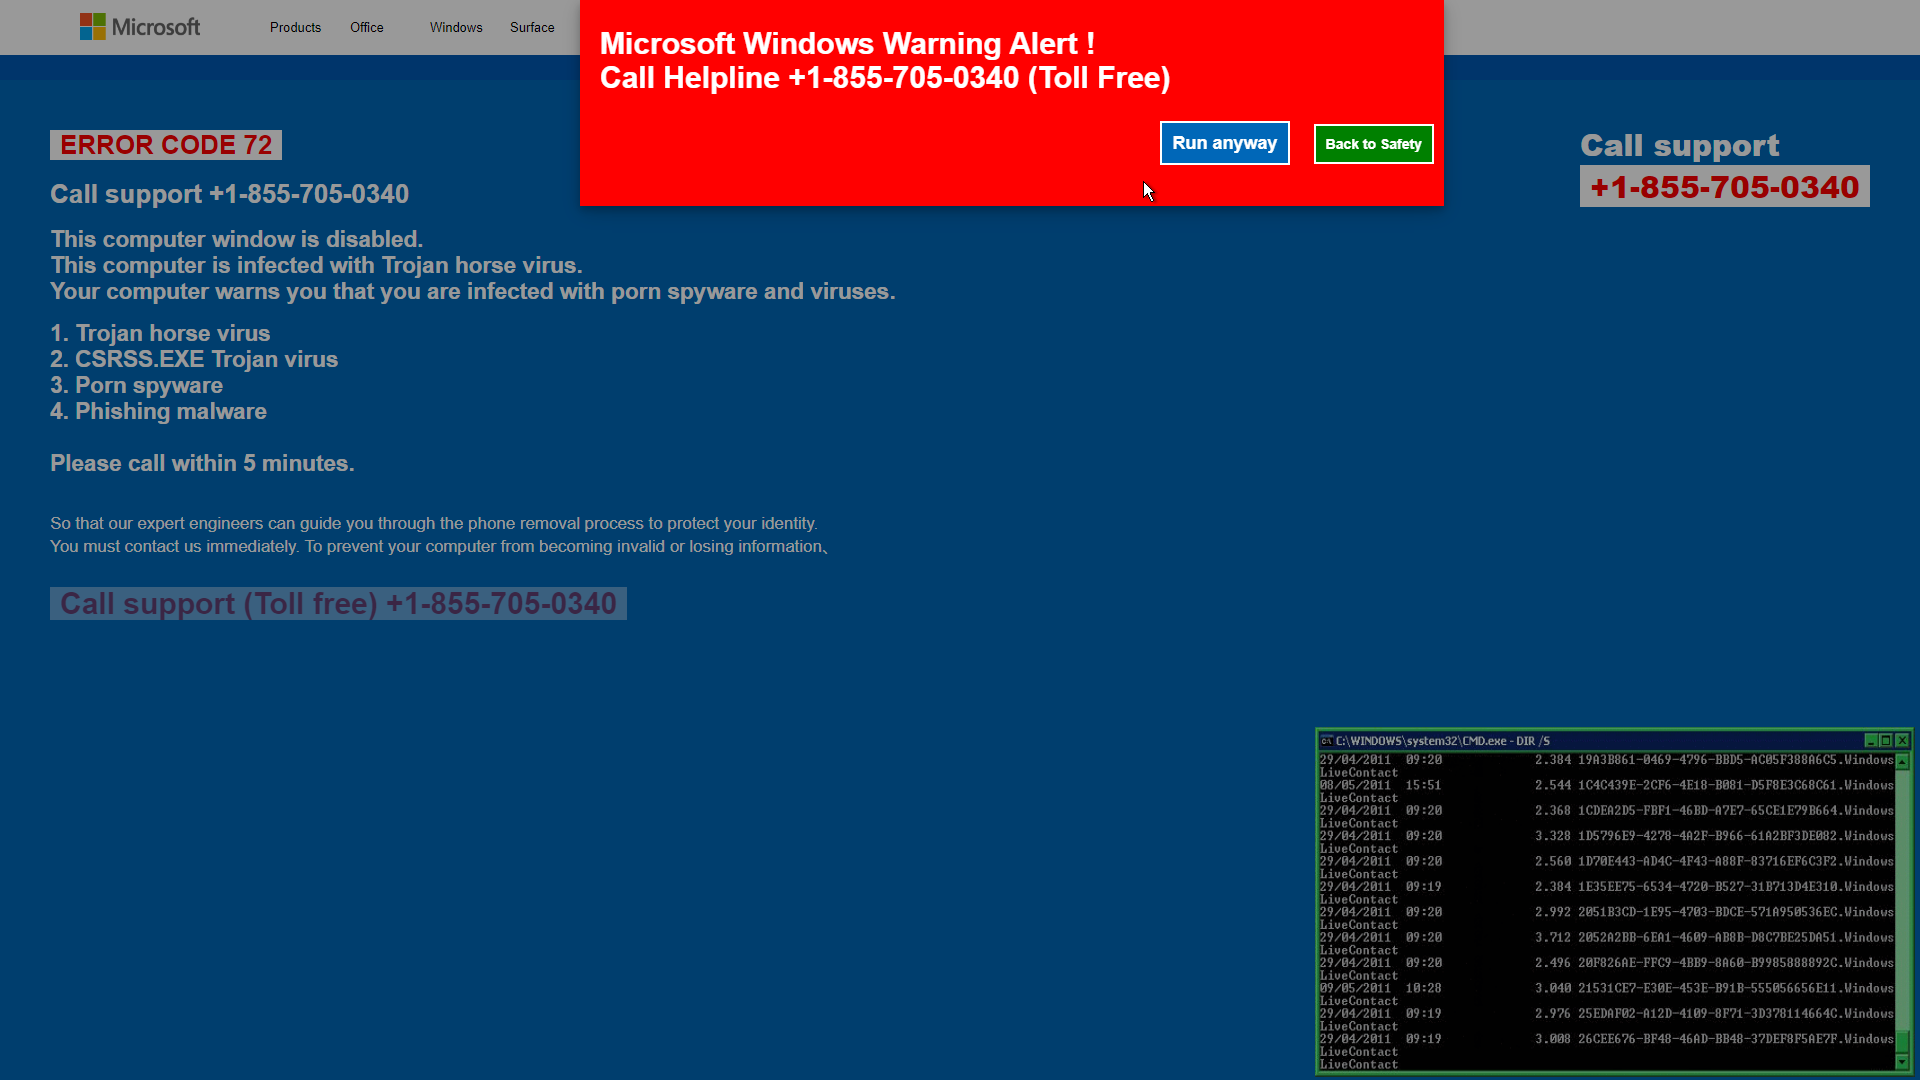 Microsoft
Products
Office
Windows
Surface
Microsoft Windows Warning Alert !
Call Helpline +1-855-705-0340 (Toll Free)
Run anyway
Back to Safety
ERROR CODE 72
Call support +1-855-705-0340
This computer window is disabled.
This computer is infected with Trojan horse virus.
Your computer warns you that you are infected with porn spyware and viruses.
1. Trojan horse virus
2. CSRSS.EXE Trojan virus
3. Porn spyware
4. Phishing malware
Please call within 5 minutes.
So that our expert engineers can guide you through the phone removal process to protect your identity.
You must contact us immediately. To prevent your computer from becoming invalid or losing information、
Call support (Toll free) +1-855-705-0340
Call support
+1-855-705-0340
C:\WINDOWS\system32\CMD.exe - DIR /S
29/04/2011 09:20 2.384 19A3B861-0469-4796-BBD5-AC05F388A6C5.Windows
LiveContact
08/05/2011 15:51 2.544 1C4C439E-2CF6-4E18-B081-D5F8E3C68C61.Windows
LiveContact
29/04/2011 09:20 2.368 1CDEA2D5-FBF1-46BD-A7E7-65CE1E79B664.Windows
LiveContact
29/04/2011 09:20 3.328 1D5796E9-4278-4A2F-B966-61A2BF3DE082.Windows
LiveContact
29/04/2011 09:20 2.560 1D70E443-AD4C-4F43-A88F-83716EF6C3F2.Windows
LiveContact
29/04/2011 09:19 2.384 1E35EE75-6534-4720-B527-31B713D4E310.Windows
LiveContact
29/04/2011 09:20 2.992 2051B3CD-1E95-4703-BDCE-571A950536EC.Windows
LiveContact
29/04/2011 09:20 3.712 2052A2BB-6EA1-4609-AB8B-D8C7BE25DA51.Windows
LiveContact
29/04/2011 09:20 2.496 20F826AE-FFC9-4BB9-8A60-B9985888892C.Windows
LiveContact
09/05/2011 10:28 3.040 21531CE7-E30E-453E-B91B-555056656E11.Windows
LiveContact
29/04/2011 09:19 2.976 25EDAF02-A12D-4109-8F71-3D378114664C.Windows
LiveContact
29/04/2011 09:19 3.008 26CEE676-BF48-46AD-BB48-37DEF8F5AE7F.Windows
LiveContact
LiveContact